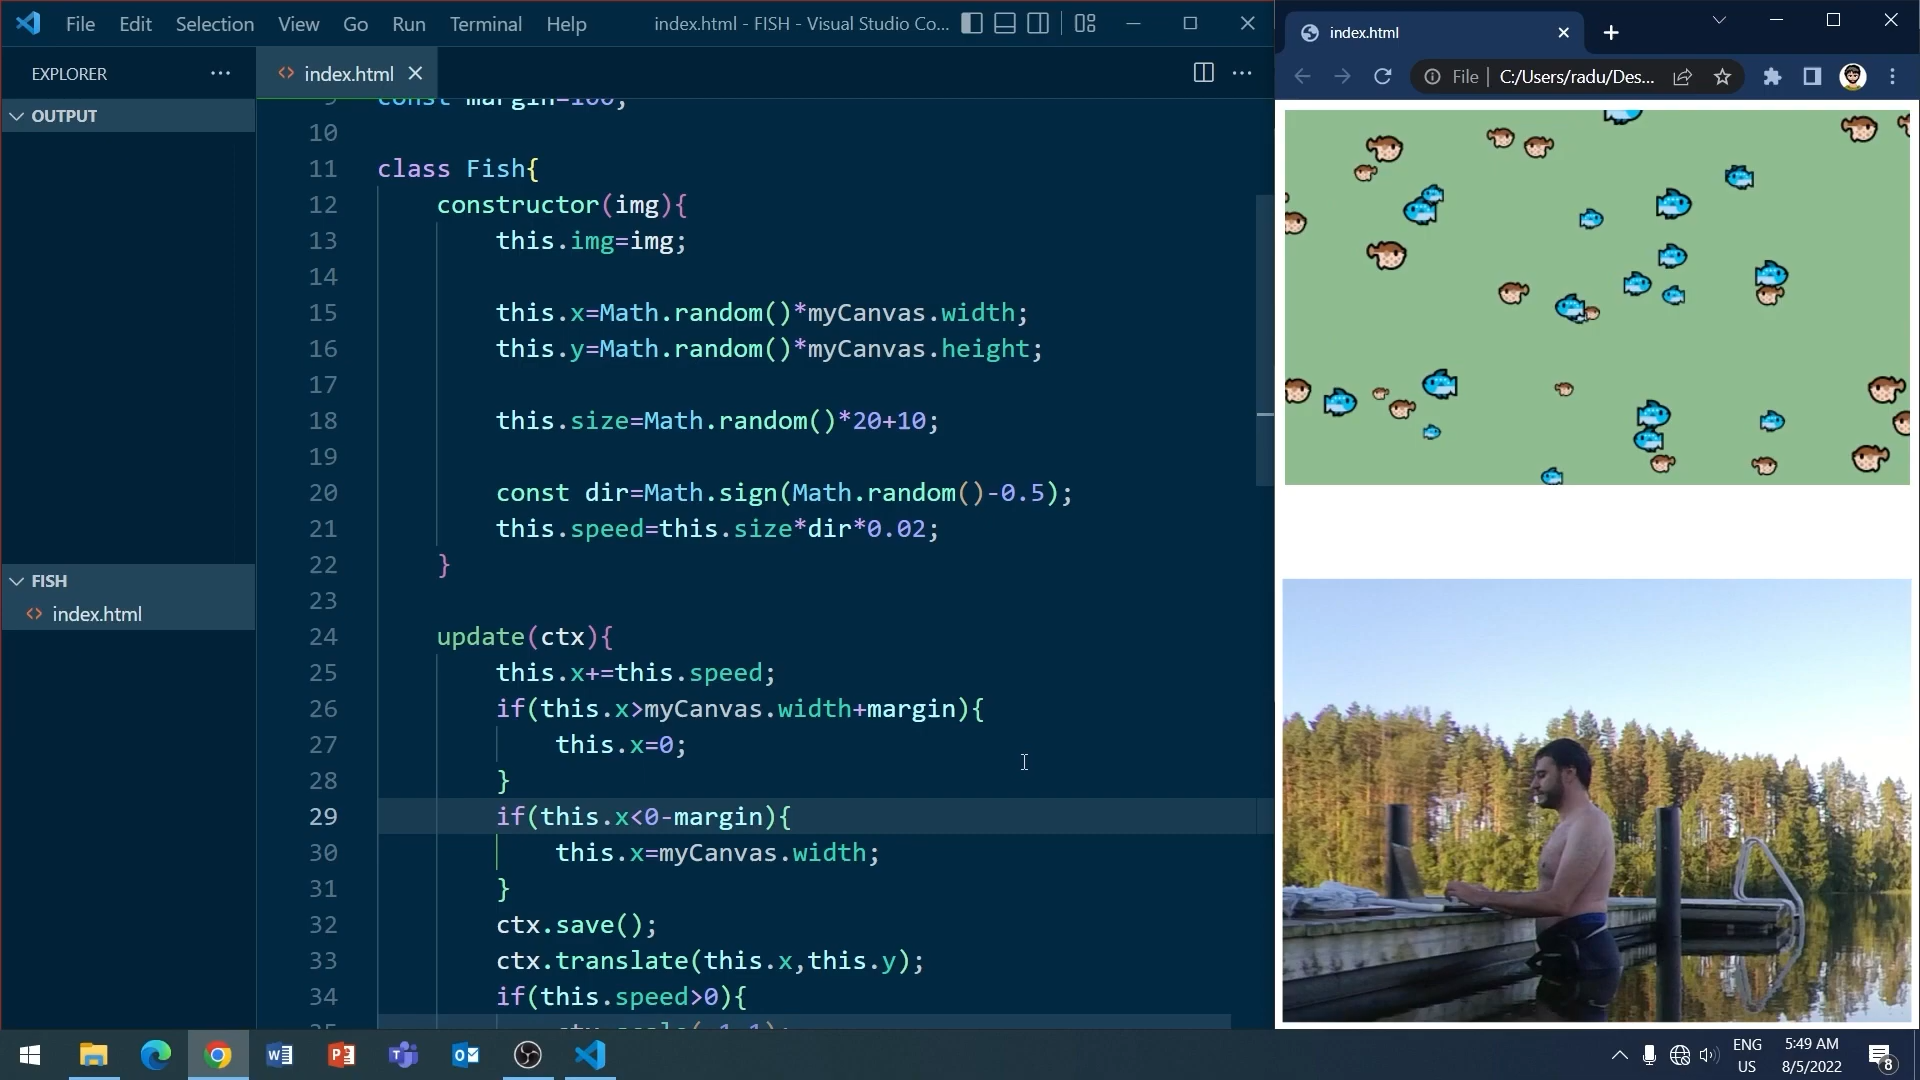 File Edit Selection View Go Run Terminal Help
index.html - FISH - Visual Studio Co...
EXPLORER
OUTPUT
FISH
index.html
index.html
const margin=100;
10
11 class Fish{
12 constructor(img){
13 this.img=img;
14
15 this.x=Math.random()*myCanvas.width;
16 this.y=Math.random()*myCanvas.height;
17
18 this.size=Math.random()*20+10;
19
20 const dir=Math.sign(Math.random()-0.5);
21 this.speed=this.size*dir*0.02;
22 }
23
24 update(ctx){
25 this.x+=this.speed;
26 if(this.x>myCanvas.width+margin){
27 this.x=0;
28 }
29 if(this.x<0-margin){
30 this.x=myCanvas.width;
31 }
32 ctx.save();
33 ctx.translate(this.x,this.y);
34 if(this.speed>0){
index.html
File C:/Users/radu/Des...
ENG
US
5:49 AM
8/5/2022
8